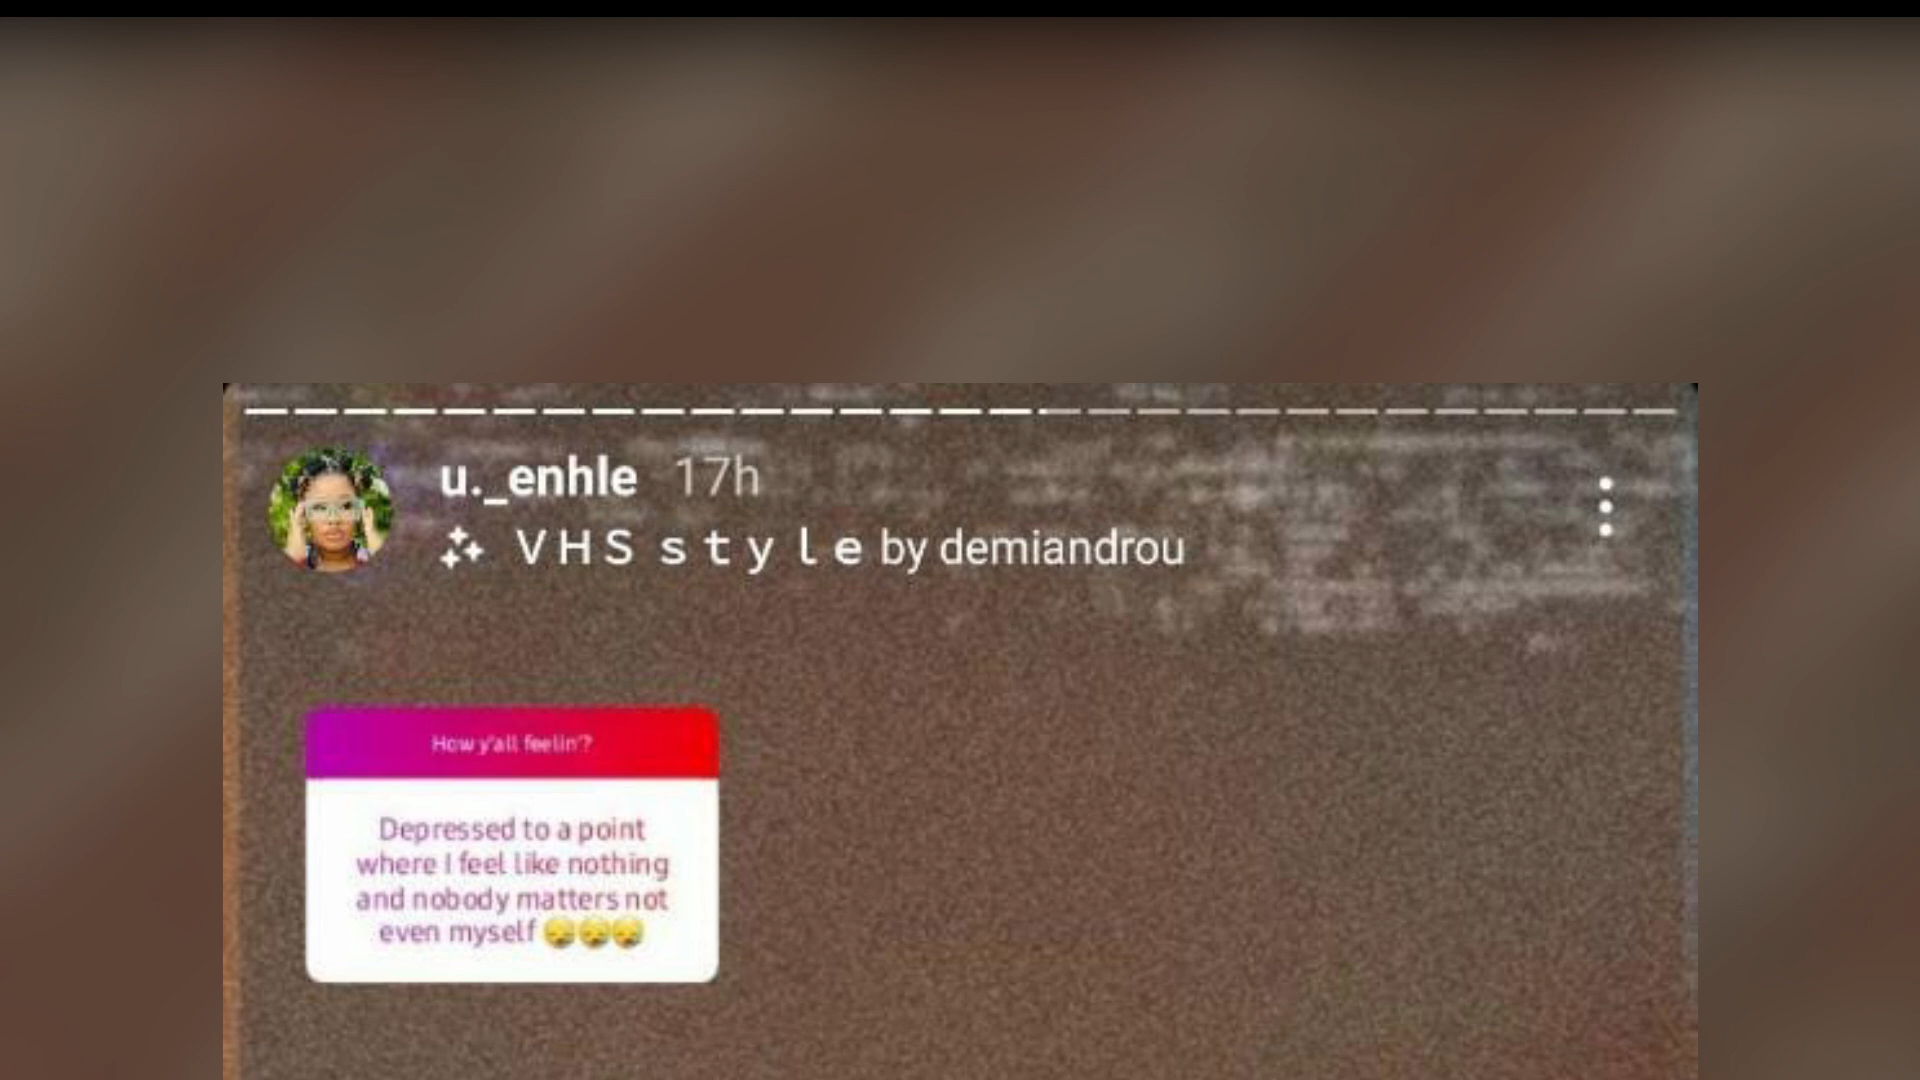 u._enhle 17h
V H S s t y l e by demiandrou
How y'all feelin'?
Depressed to a point
where I feel like nothing
and nobody matters not
even myself 😪😪😪